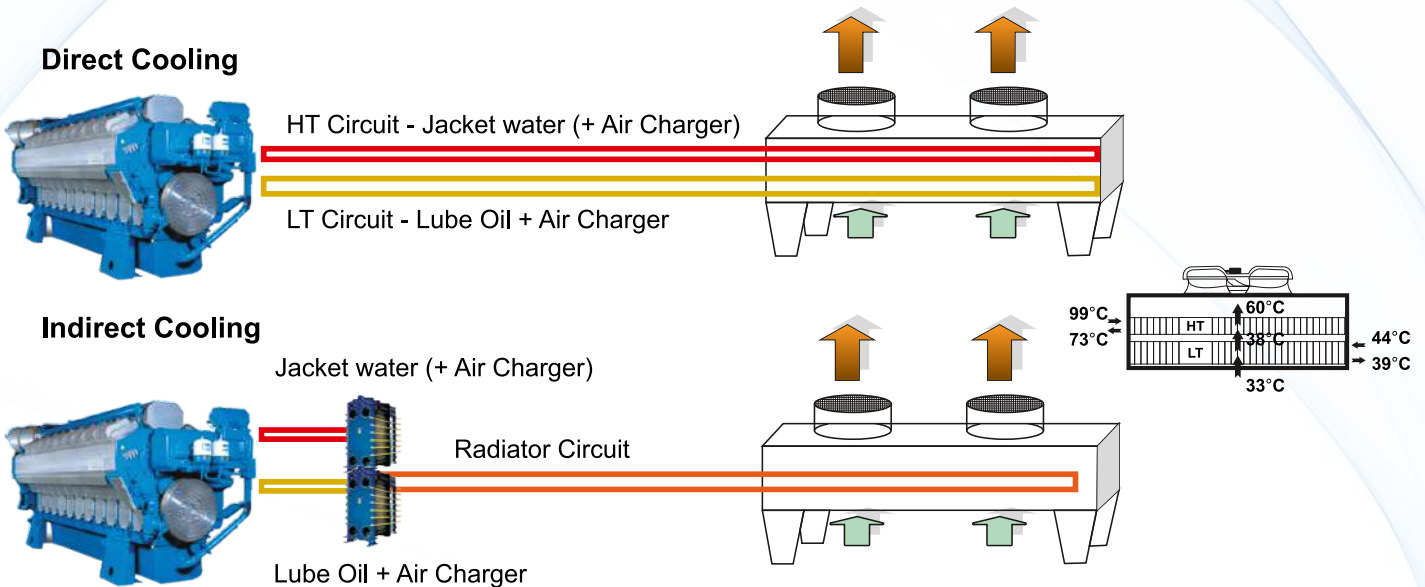 Direct Cooling
HT Circuit - Jacket water (+ Air Charger)
LT Circuit - Lube Oil + Air Charger
Indirect Cooling
Jacket water (+ Air Charger)
Radiator Circuit
Lube Oil + Air Charger
99°C
73°C
60°C
HT
38°C
LT
33°C
44°C
39°C